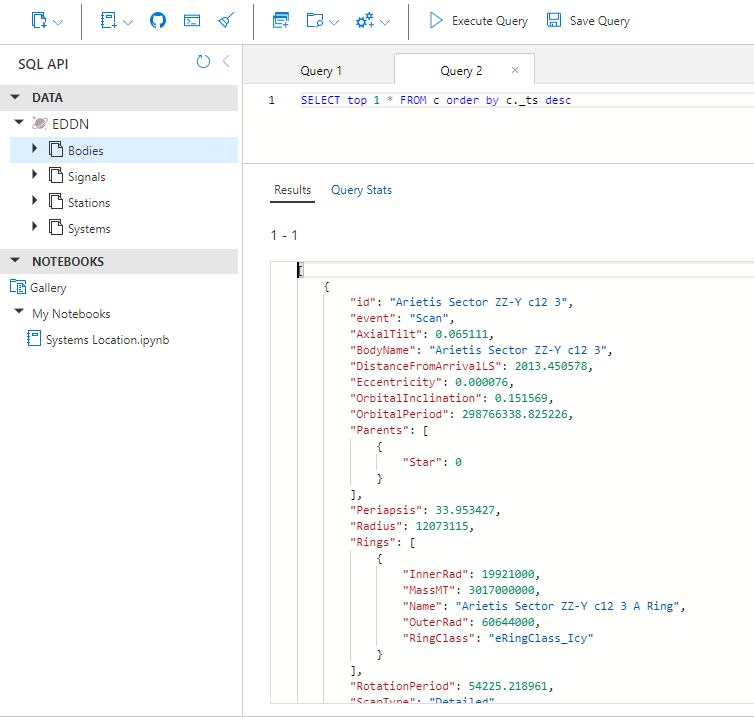 Execute Query
Save Query
SQL API
DATA
EDDN
Bodies
Signals
Stations
Systems
NOTEBOOKS
Gallery
My Notebooks
Systems Location.ipynb
Query 1
Query 2 ×
1 SELECT top 1 * FROM c order by c._ts desc
Results Query Stats
1 - 1
[
{
"id": "Arietis Sector ZZ-Y c12 3",
"event": "Scan",
"AxialTilt": 0.065111,
"BodyName": "Arietis Sector ZZ-Y c12 3",
"DistanceFromArrivalLS": 2013.450578,
"Eccentricity": 0.000076,
"OrbitalInclination": 0.151569,
"OrbitalPeriod": 298766338.825226,
"Parents": [
{
"Star": 0
}
],
"Periapsis": 33.953427,
"Radius": 12073115,
"Rings": [
{
"InnerRad": 19921000,
"MassMT": 3017000000,
"Name": "Arietis Sector ZZ-Y c12 3 A Ring",
"OuterRad": 60644000,
"RingClass": "eRingClass_Icy"
}
],
"RotationPeriod": 54225.218961,
"ScanType": "Detailed"